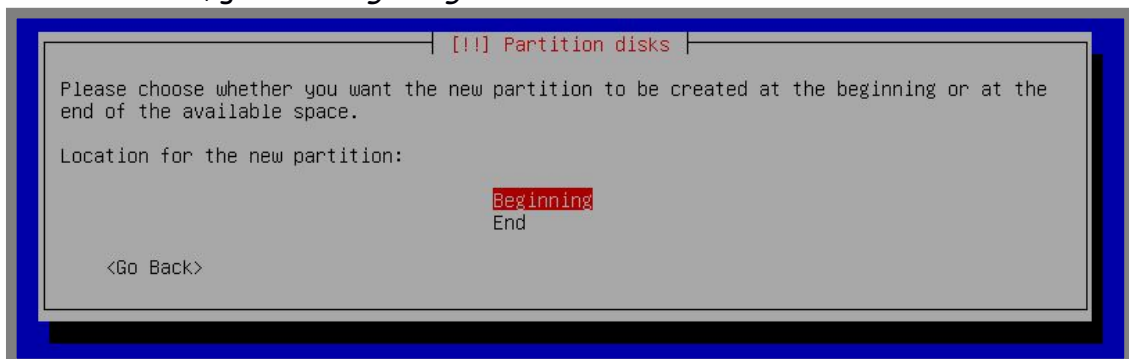 [!!] Partition disks
Please choose whether you want the new partition to be created at the beginning or at the
end of the available space.
Location for the new partition:
Beginning
End
<Go Back>